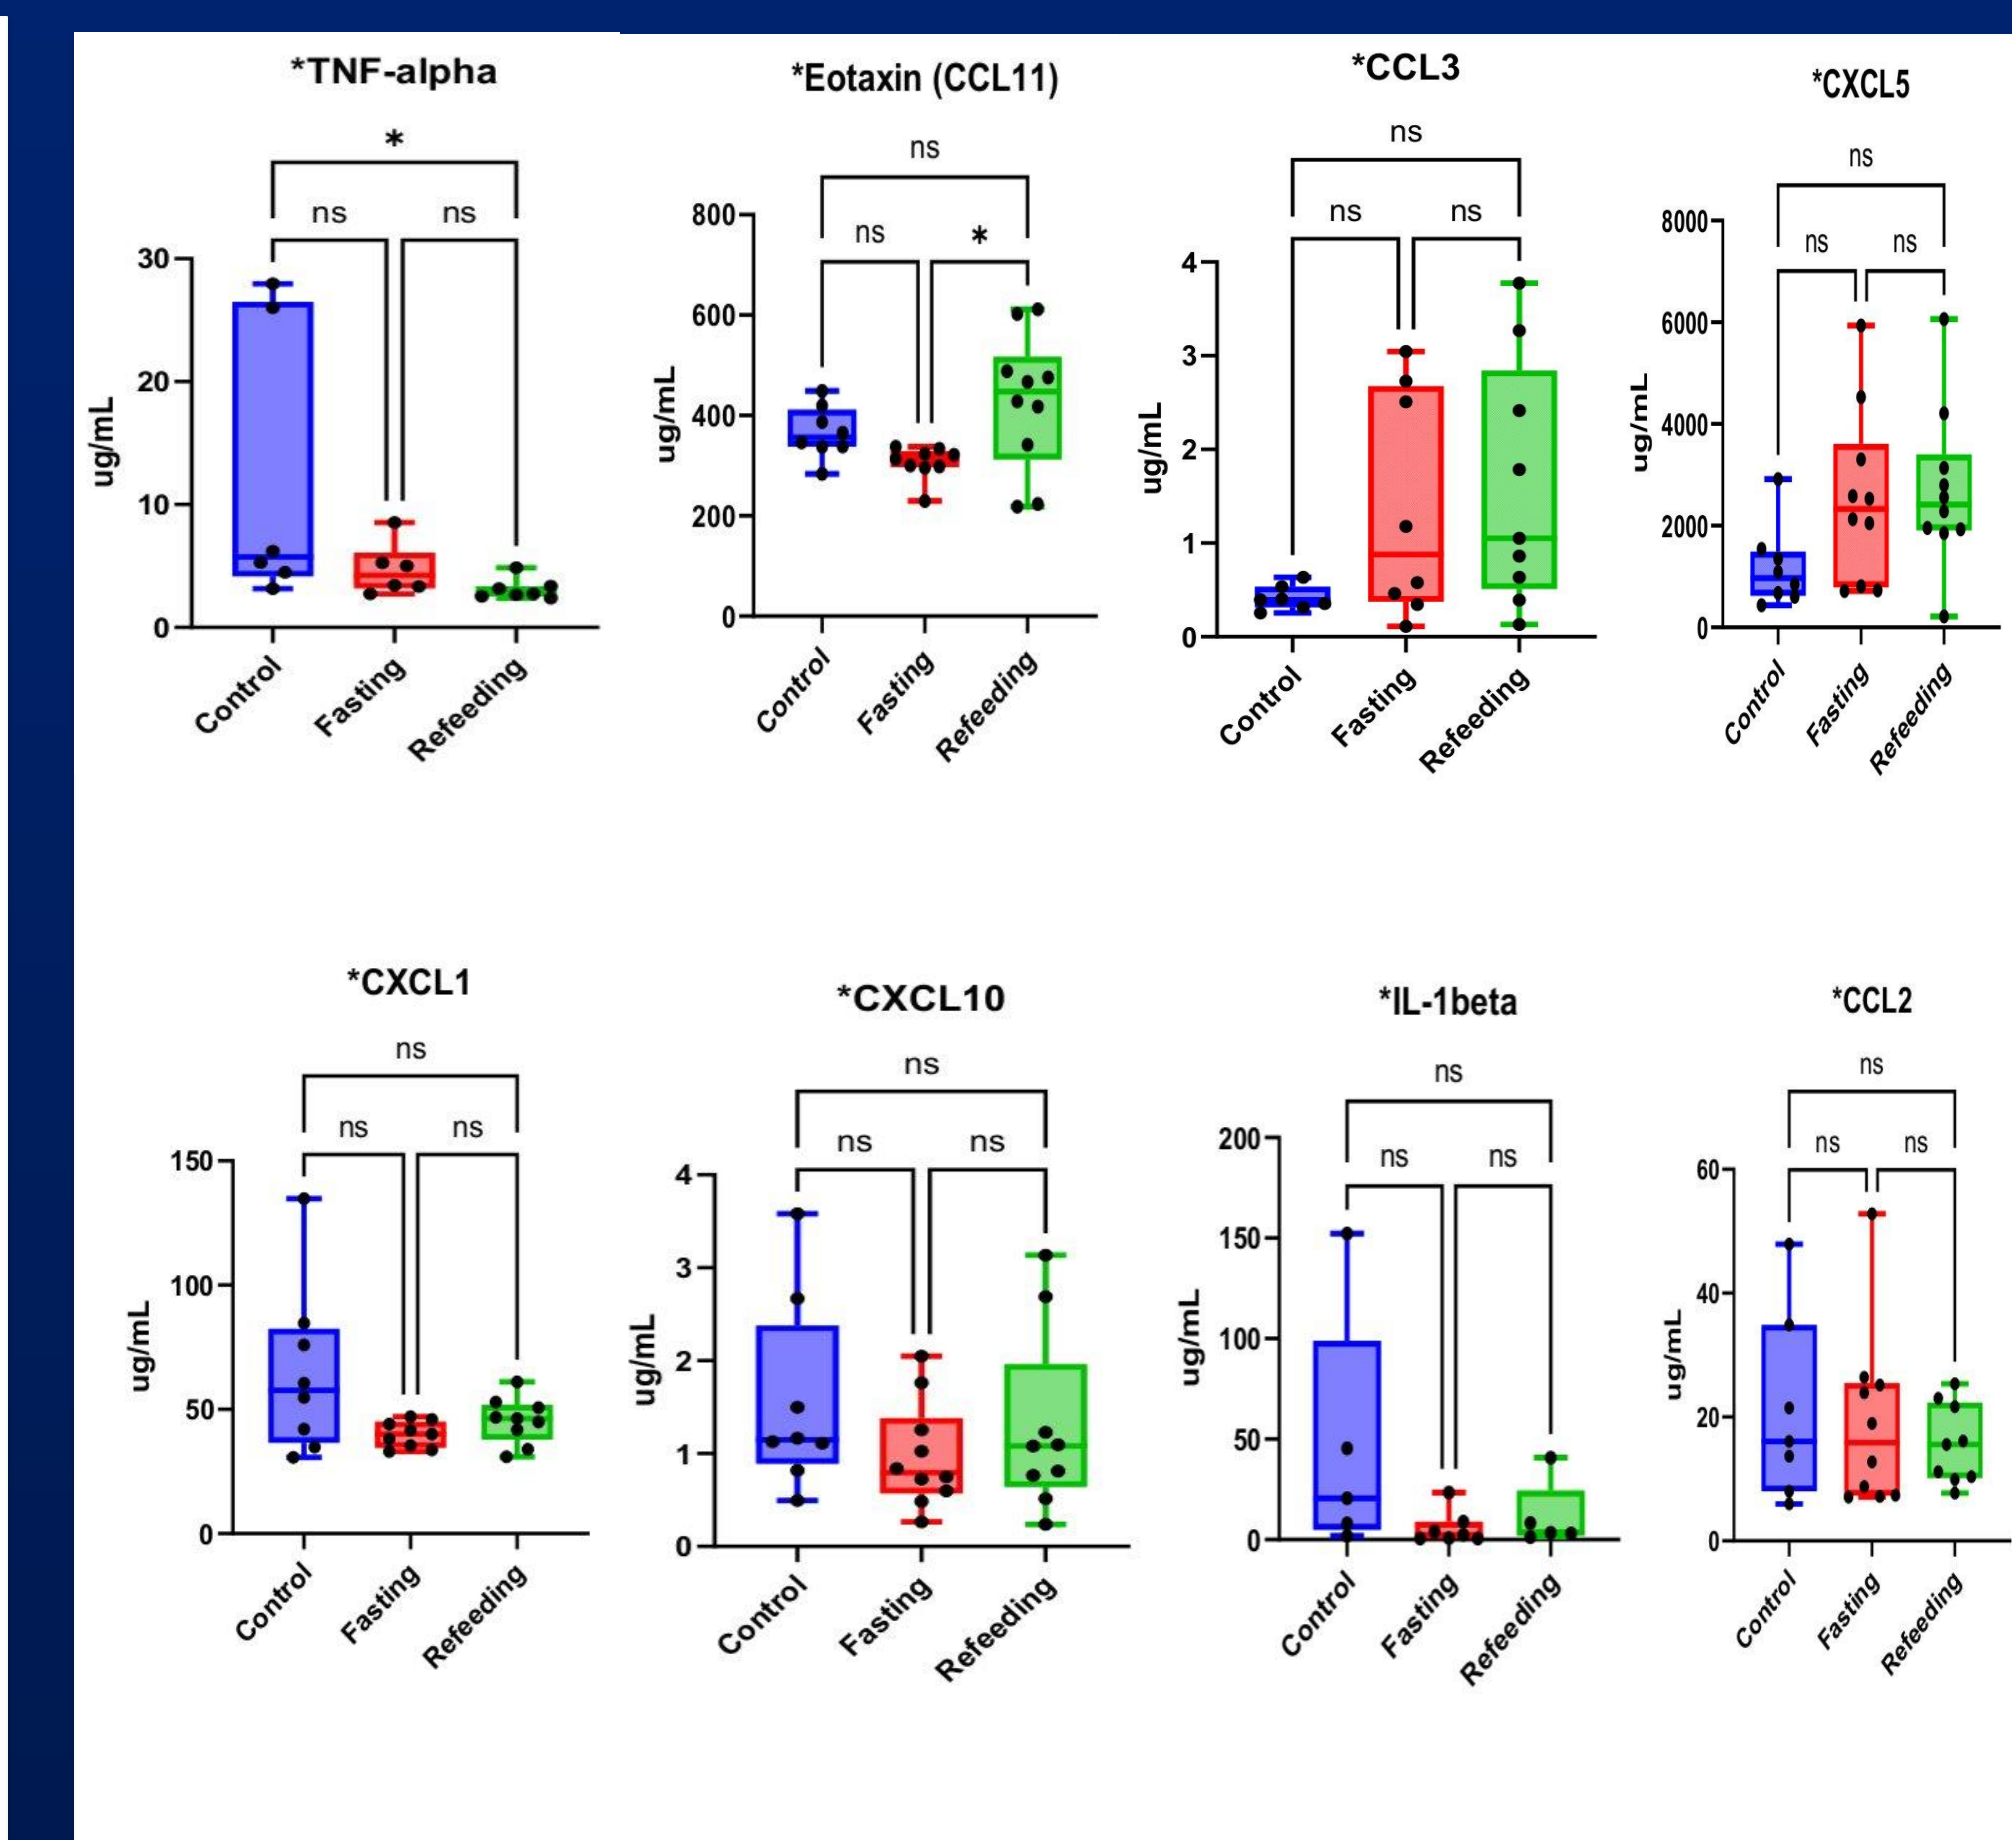 *TNF-alpha
*
ns ns
30
20
10
0
ug/mL
Control
Fasting
Refeeding
*Eotaxin (CCL11)
ns
ns *
800
600
400
200
0
ug/mL
Control
Fasting
Refeeding
*CCL3
ns
ns ns
4
3
2
1
0
ug/mL
Control
Fasting
Refeeding
*CXCL5
ns
ns ns
8000
6000
4000
2000
0
ug/mL
Control
Fasting
Refeeding
*CXCL1
ns
ns ns
150
100
50
0
ug/mL
Control
Fasting
Refeeding
*CXCL10
ns
ns ns
4
3
2
1
0
ug/mL
Control
Fasting
Refeeding
*IL-1beta
ns
ns ns
200
150
100
50
0
ug/mL
Control
Fasting
Refeeding
*CCL2
ns
ns ns
60
40
20
0
ug/mL
Control
Fasting
Refeeding